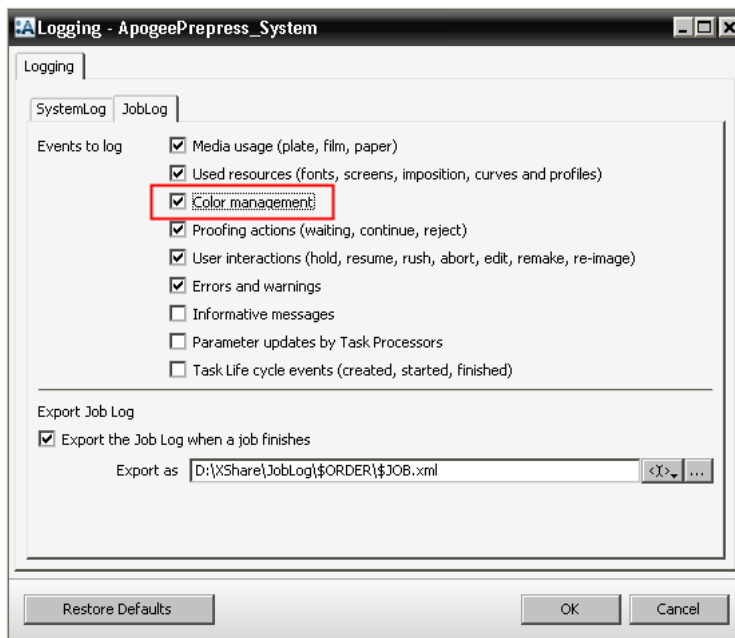 Logging - ApogeePrepress_System
Logging
SystemLog JobLog
Events to log Media usage (plate, film, paper)
Used resources (fonts, screens, imposition, curves and profiles)
Color management
Proofing actions (waiting, continue, reject)
User interactions (hold, resume, rush, abort, edit, remake, re-image)
Errors and warnings
Informative messages
Parameter updates by Task Processors
Task Life cycle events (created, started, finished)
Export Job Log
Export the Job Log when a job finishes
Export as D:\XShare\JobLog\$ORDER\$JOB.xml ...
Restore Defaults OK Cancel